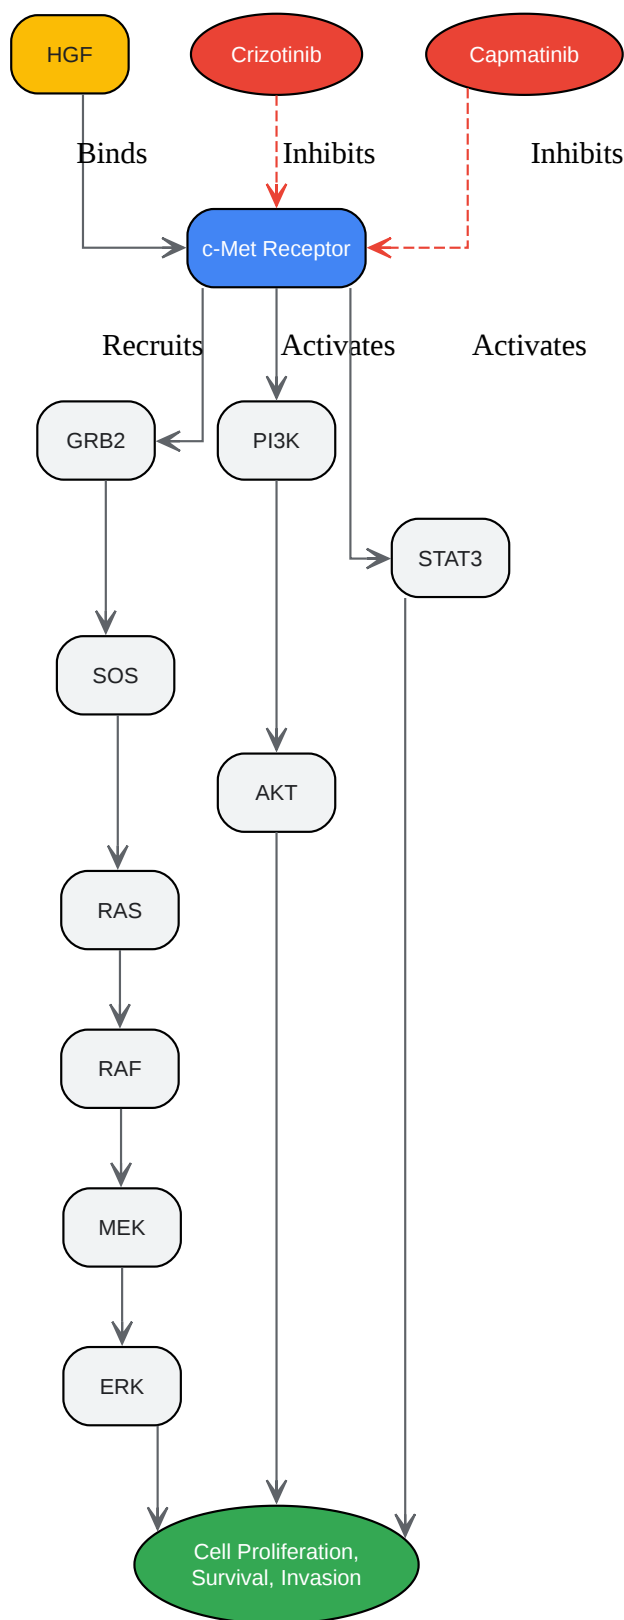 HGF
Crizotinib
Capmatinib
Binds
Inhibits
Inhibits
c-Met Receptor
Recruits
Activates
Activates
GRB2
PI3K
STAT3
SOS
AKT
RAS
RAF
MEK
ERK
Cell Proliferation,
Survival, Invasion